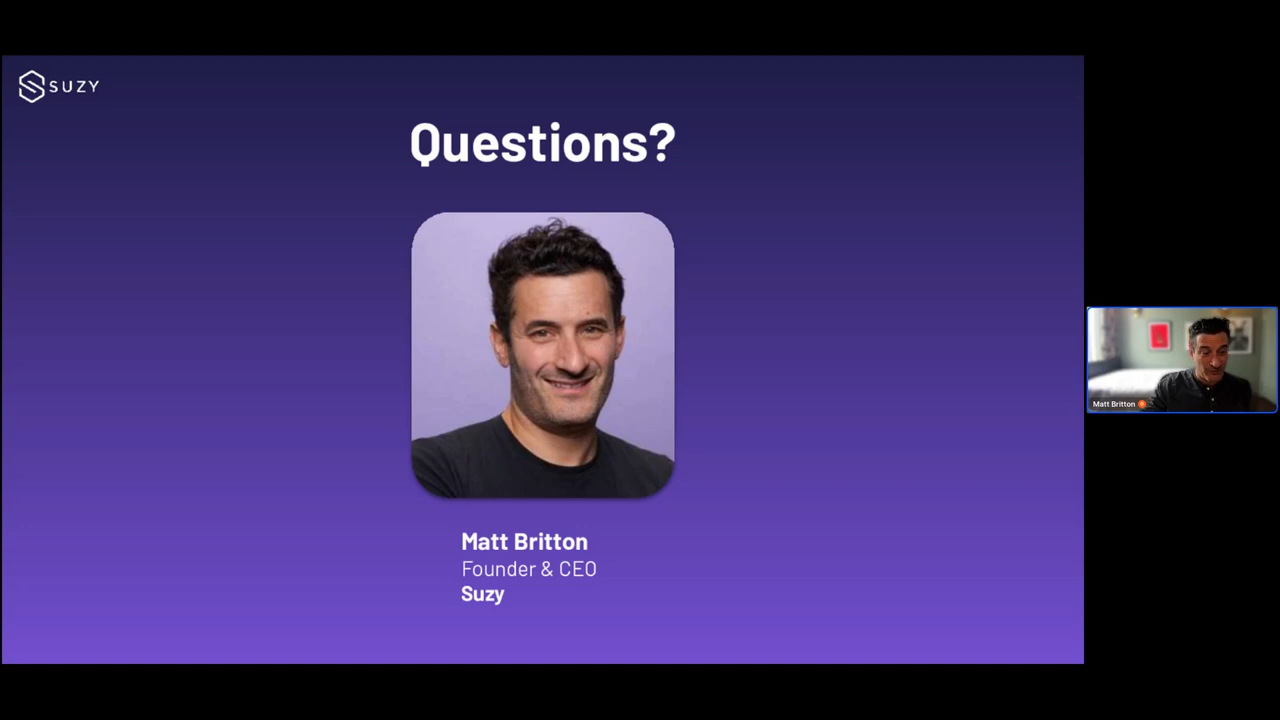 SUZY
Questions?
Matt Britton
Founder & CEO
Suzy
Matt Britton